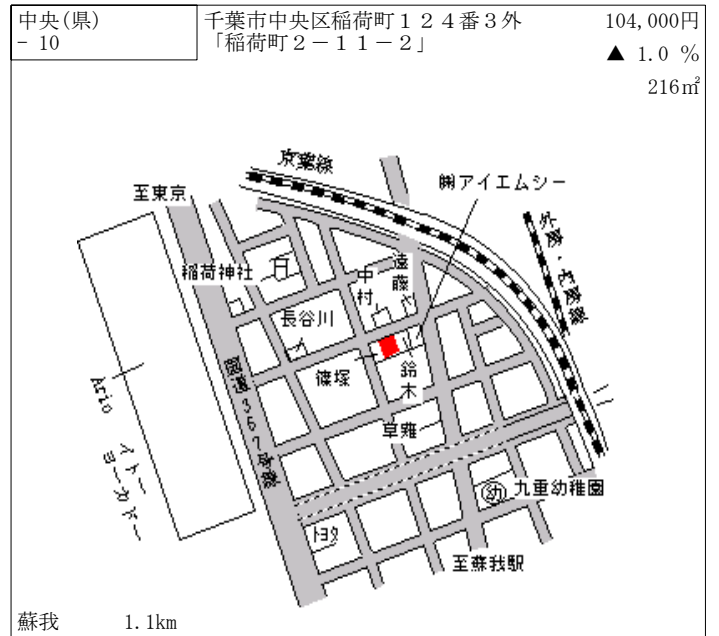 中央(県)
- 10
千葉市中央区稲荷町１２４番３外
「稲荷町２－１１－２」
104,000円
▲ 1.0 %
216㎡
京葉線
㈱アイエムシー
至東京
外房・内房線
稲荷神社
中村
遠藤
長谷川
篠塚
鈴木
国道357号線
Ario イトーヨーカドー
草薙
幼
九重幼稚園
トヨタ
至蘇我駅
蘇我 1.1km